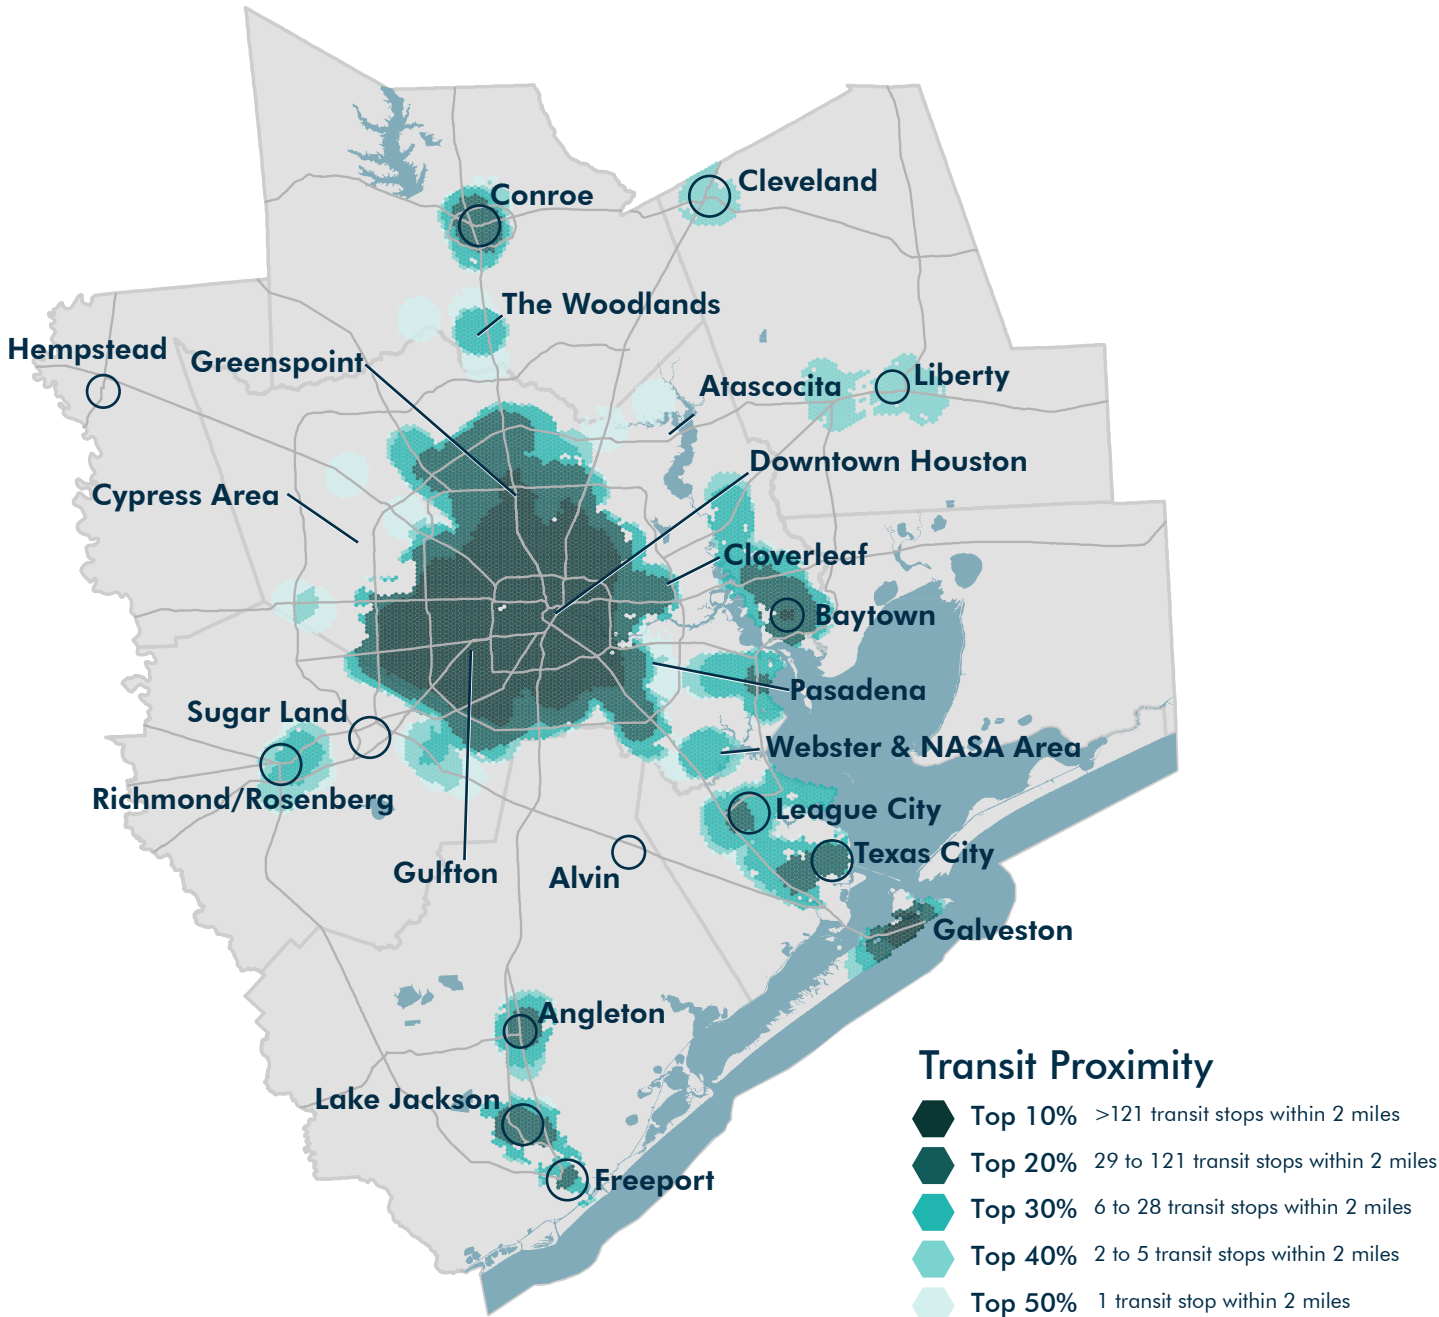 Cleveland
Conroe
The Woodlands
Hempstead
Greenspoint
Atascocita
Liberty
Downtown Houston
Cypress Area
Cloverleaf
Baytown
Pasadena
Sugar Land
Webster & NASA Area
Richmond/Rosenberg
League City
Texas City
Gulfton
Alvin
Galveston
Angleton
Lake Jackson
Freeport
Transit Proximity
Top 10% >121 transit stops within 2 miles
Top 20% 29 to 121 transit stops within 2 miles
Top 30% 6 to 28 transit stops within 2 miles
Top 40% 2 to 5 transit stops within 2 miles
Top 50% 1 transit stop within 2 miles